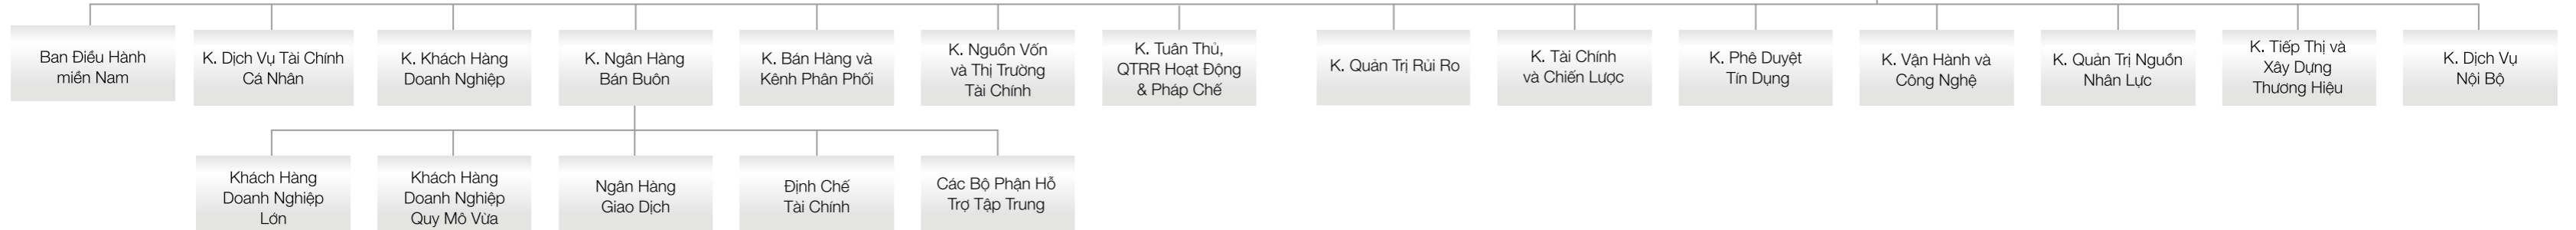 Ban Điều Hành
miền Nam
K. Dịch Vụ Tài Chính
Cá Nhân
K. Khách Hàng
Doanh Nghiệp
K. Ngân Hàng
Bán Buôn
K. Bán Hàng và
Kênh Phân Phối
K. Nguồn Vốn
và Thị Trường
Tài Chính
K. Tuân Thủ,
QTRR Hoạt Động
& Pháp Chế
K. Quản Trị Rủi Ro
K. Tài Chính
và Chiến Lược
K. Phê Duyệt
Tín Dụng
K. Vận Hành và
Công Nghệ
K. Quản Trị Nguồn
Nhân Lực
K. Tiếp Thị và
Xây Dựng
Thương Hiệu
K. Dịch Vụ
Nội Bộ
Khách Hàng
Doanh Nghiệp
Lớn
Khách Hàng
Doanh Nghiệp
Quy Mô Vừa
Ngân Hàng
Giao Dịch
Định Chế
Tài Chính
Các Bộ Phận Hỗ
Trợ Tập Trung